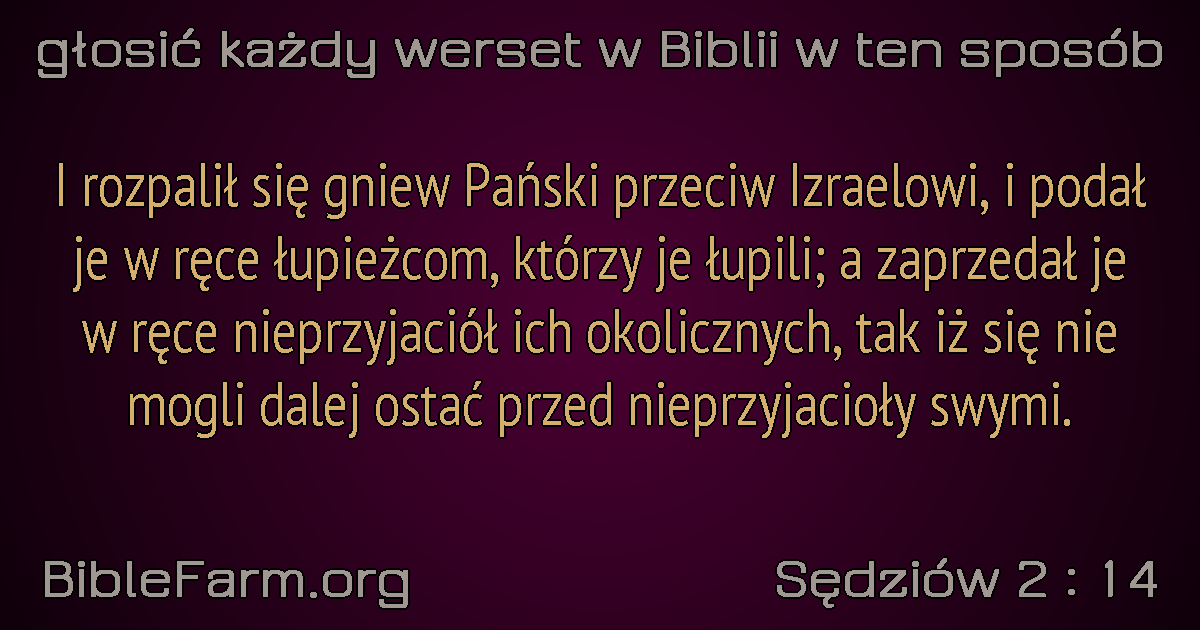 głosić każdy werset w Biblii w ten sposób
I rozpalił się gniew Pański przeciw Izraelowi, i podał
je w ręce łupieżcom, którzy je łupili; a zaprzedał je
w ręce nieprzyjaciół ich okolicznych, tak iż się nie
mogli dalej ostać przed nieprzyjacioły swymi.
BibleFarm.org
Sędziów 2 : 14